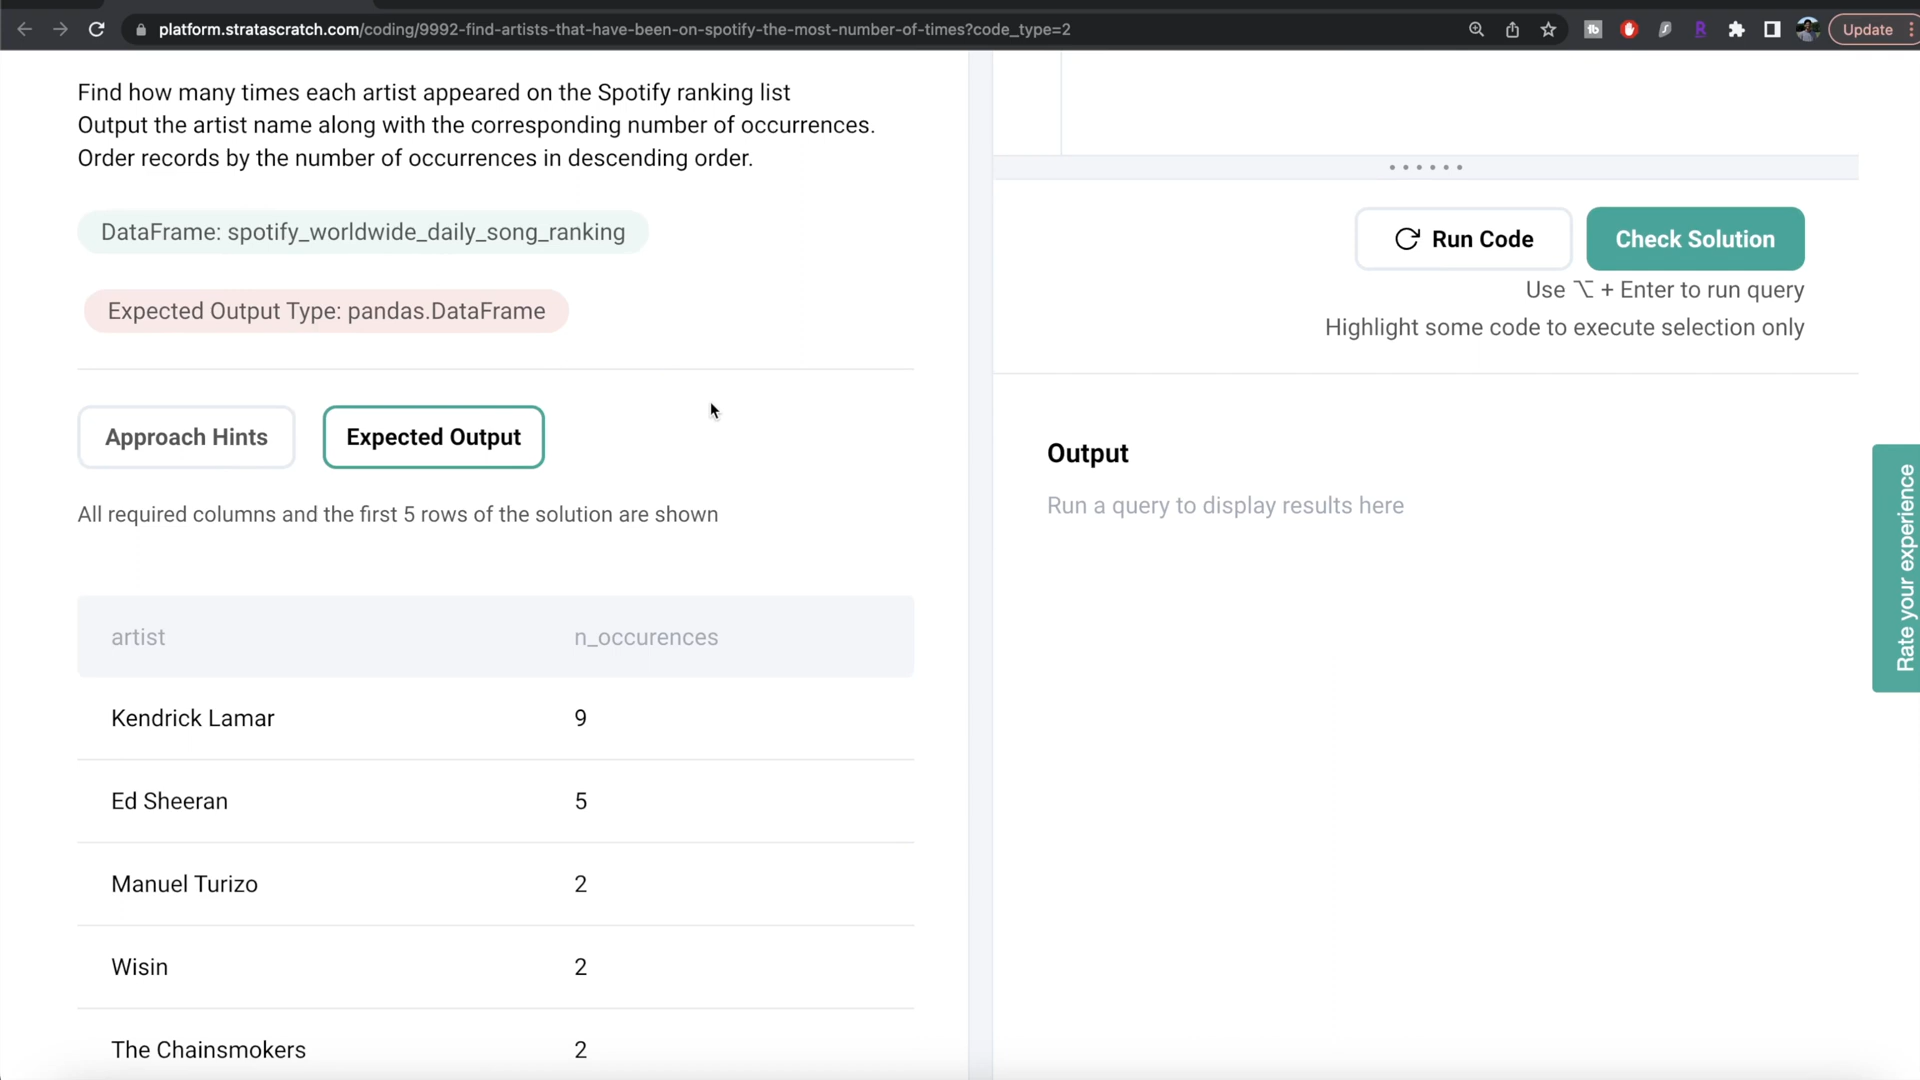 platform.stratascratch.com/coding/9992-find-artists-that-have-been-on-spotify-the-most-number-of-times?code_type=2
Update
Find how many times each artist appeared on the Spotify ranking list
Output the artist name along with the corresponding number of occurrences.
Order records by the number of occurrences in descending order.
DataFrame: spotify_worldwide_daily_song_ranking
Expected Output Type: pandas.DataFrame
Approach Hints
Expected Output
All required columns and the first 5 rows of the solution are shown
artist n_occurences
Kendrick Lamar 9
Ed Sheeran 5
Manuel Turizo 2
Wisin 2
The Chainsmokers 2
Run Code
Check Solution
Use ⌥ + Enter to run query
Highlight some code to execute selection only
Output
Run a query to display results here
Rate your experience